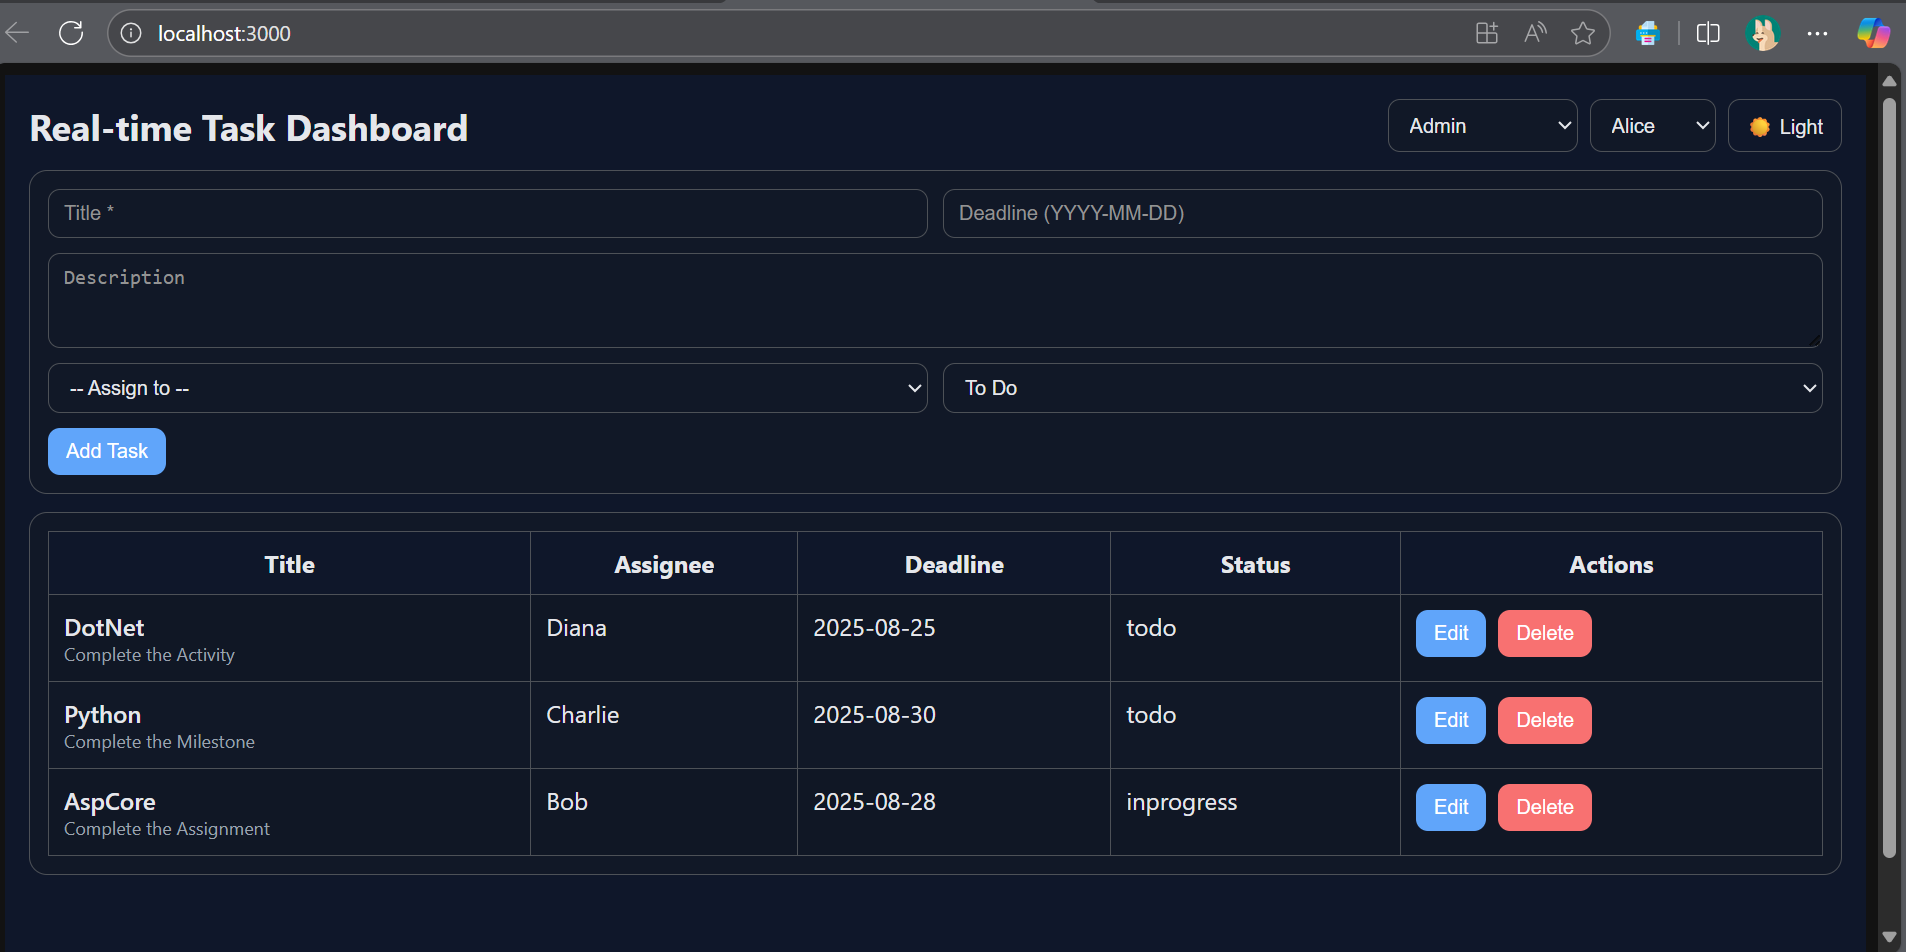 localhost:3000
Real-time Task Dashboard
Admin
Alice
Light
Title *
Deadline (YYYY-MM-DD)
Description
-- Assign to --
To Do
Add Task
Title Assignee Deadline Status Actions
DotNet Diana 2025-08-25 todo Edit Delete
Complete the Activity
Python Charlie 2025-08-30 todo Edit Delete
Complete the Milestone
AspCore Bob 2025-08-28 inprogress Edit Delete
Complete the Assignment